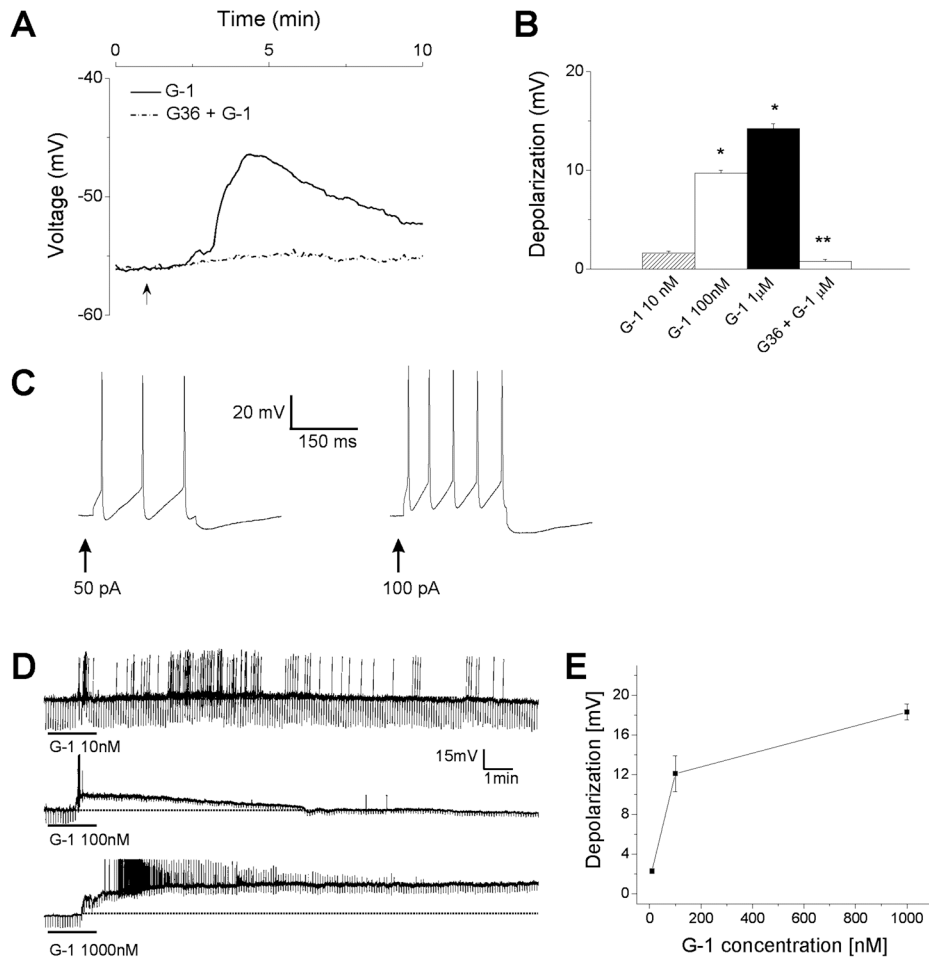 A
Time (min)
0 5 10
Voltage (mV)
-40
-50
-60
G-1
G36 + G-1
B
Depolarization (mV)
20
10
0
*
*
**
G-1 10 nM
G-1 100nM
G-1 1µM
G36 + G-1 µM
C
20 mV
150 ms
50 pA
100 pA
D
G-1 10nM
15mV
1min
G-1 100nM
G-1 1000nM
E
Depolarization [mV]
20
16
12
8
4
0
0 200 400 600 800 1000
G-1 concentration [nM]